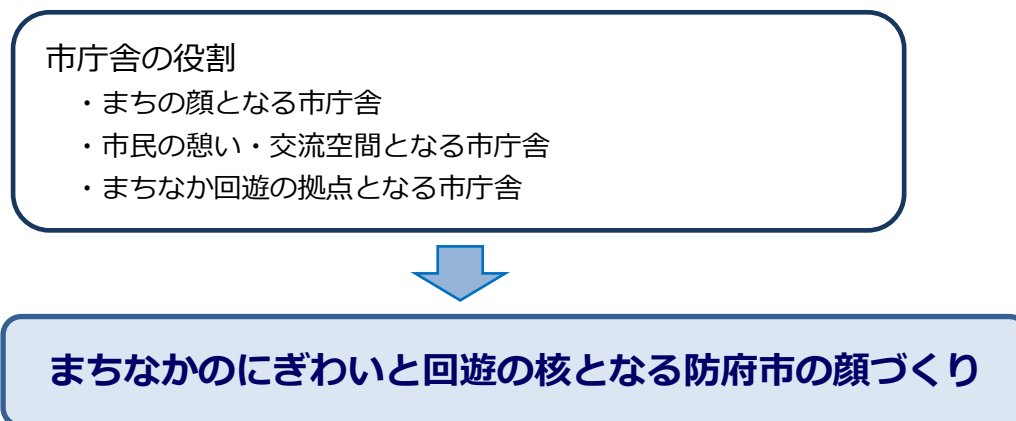 市庁舎の役割
・まちの顔となる市庁舎
・市民の憩い・交流空間となる市庁舎
・まちなか回遊の拠点となる市庁舎
まちなかのにぎわいと回遊の核となる防府市の顔づくり